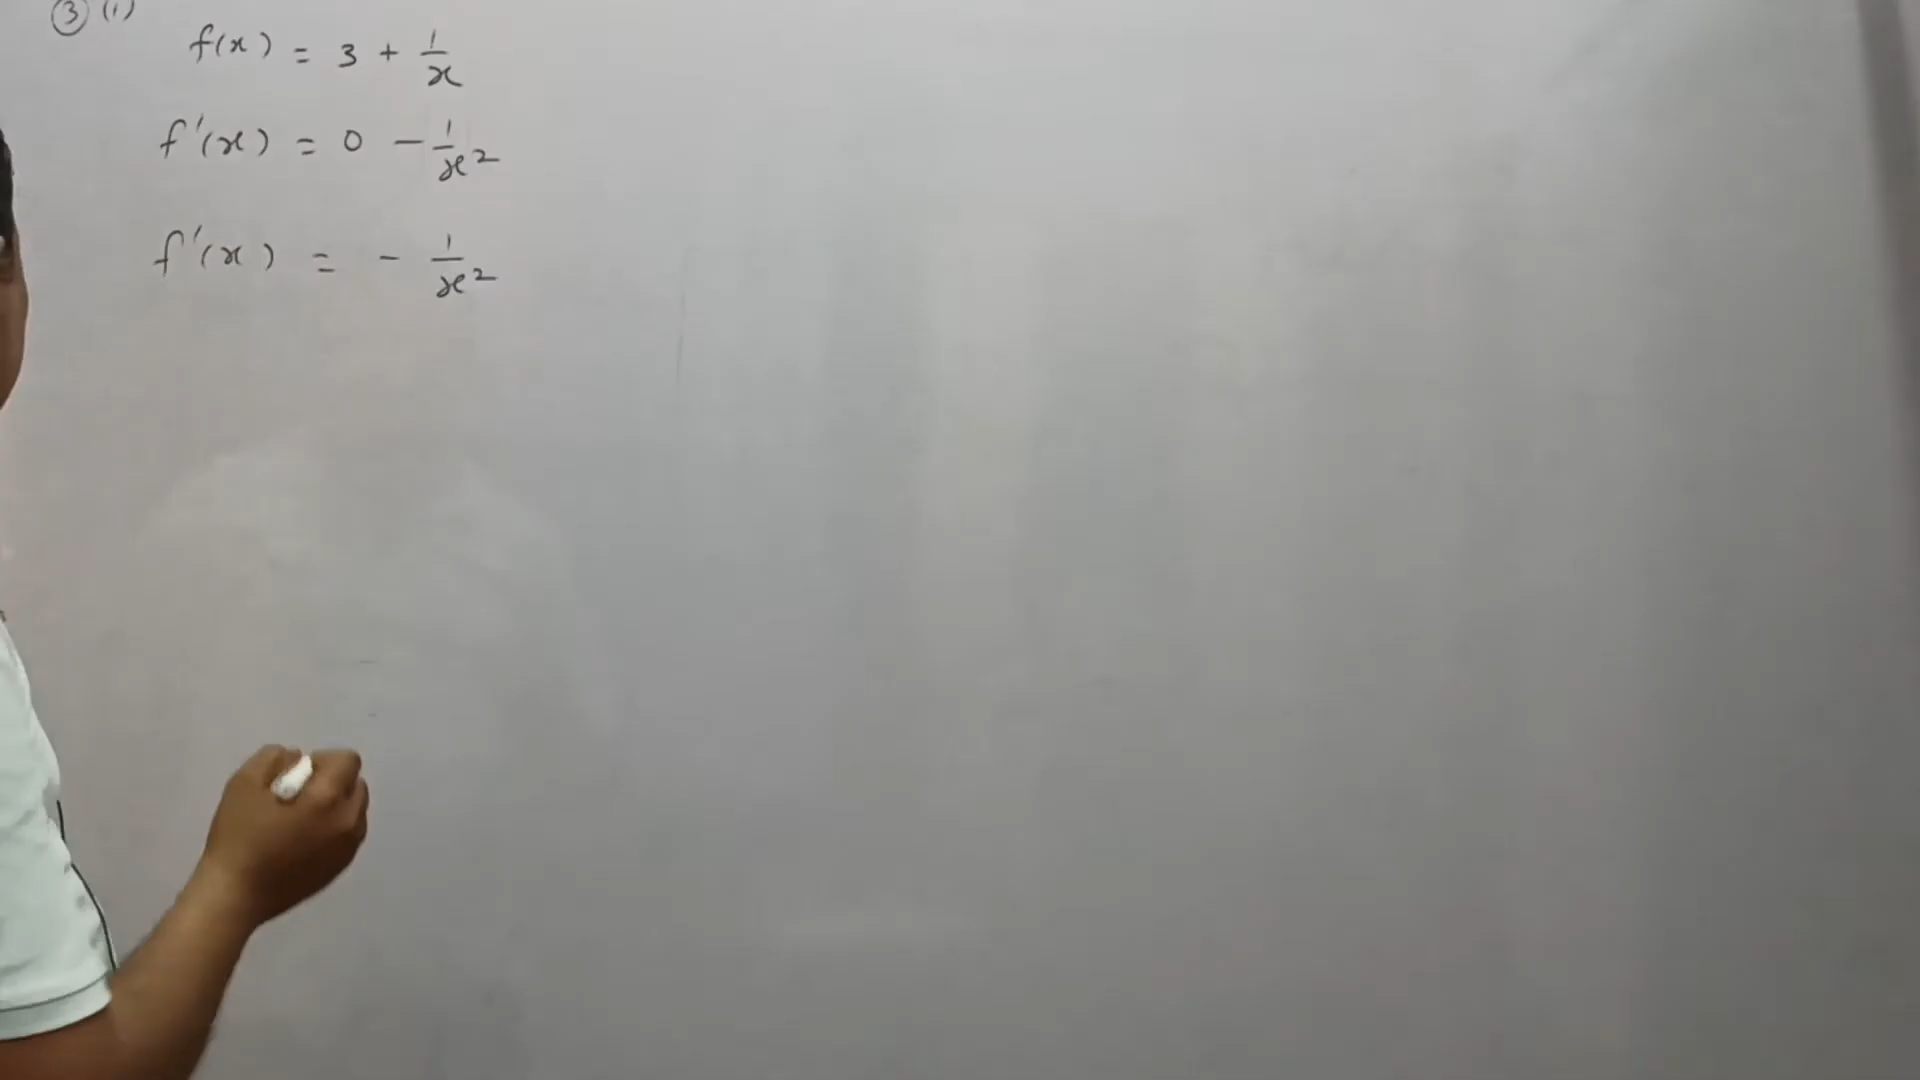 ③ (i)
f(x) = 3 + 1/x
f'(x) = 0 - 1/x²
f'(x) = - 1/x²